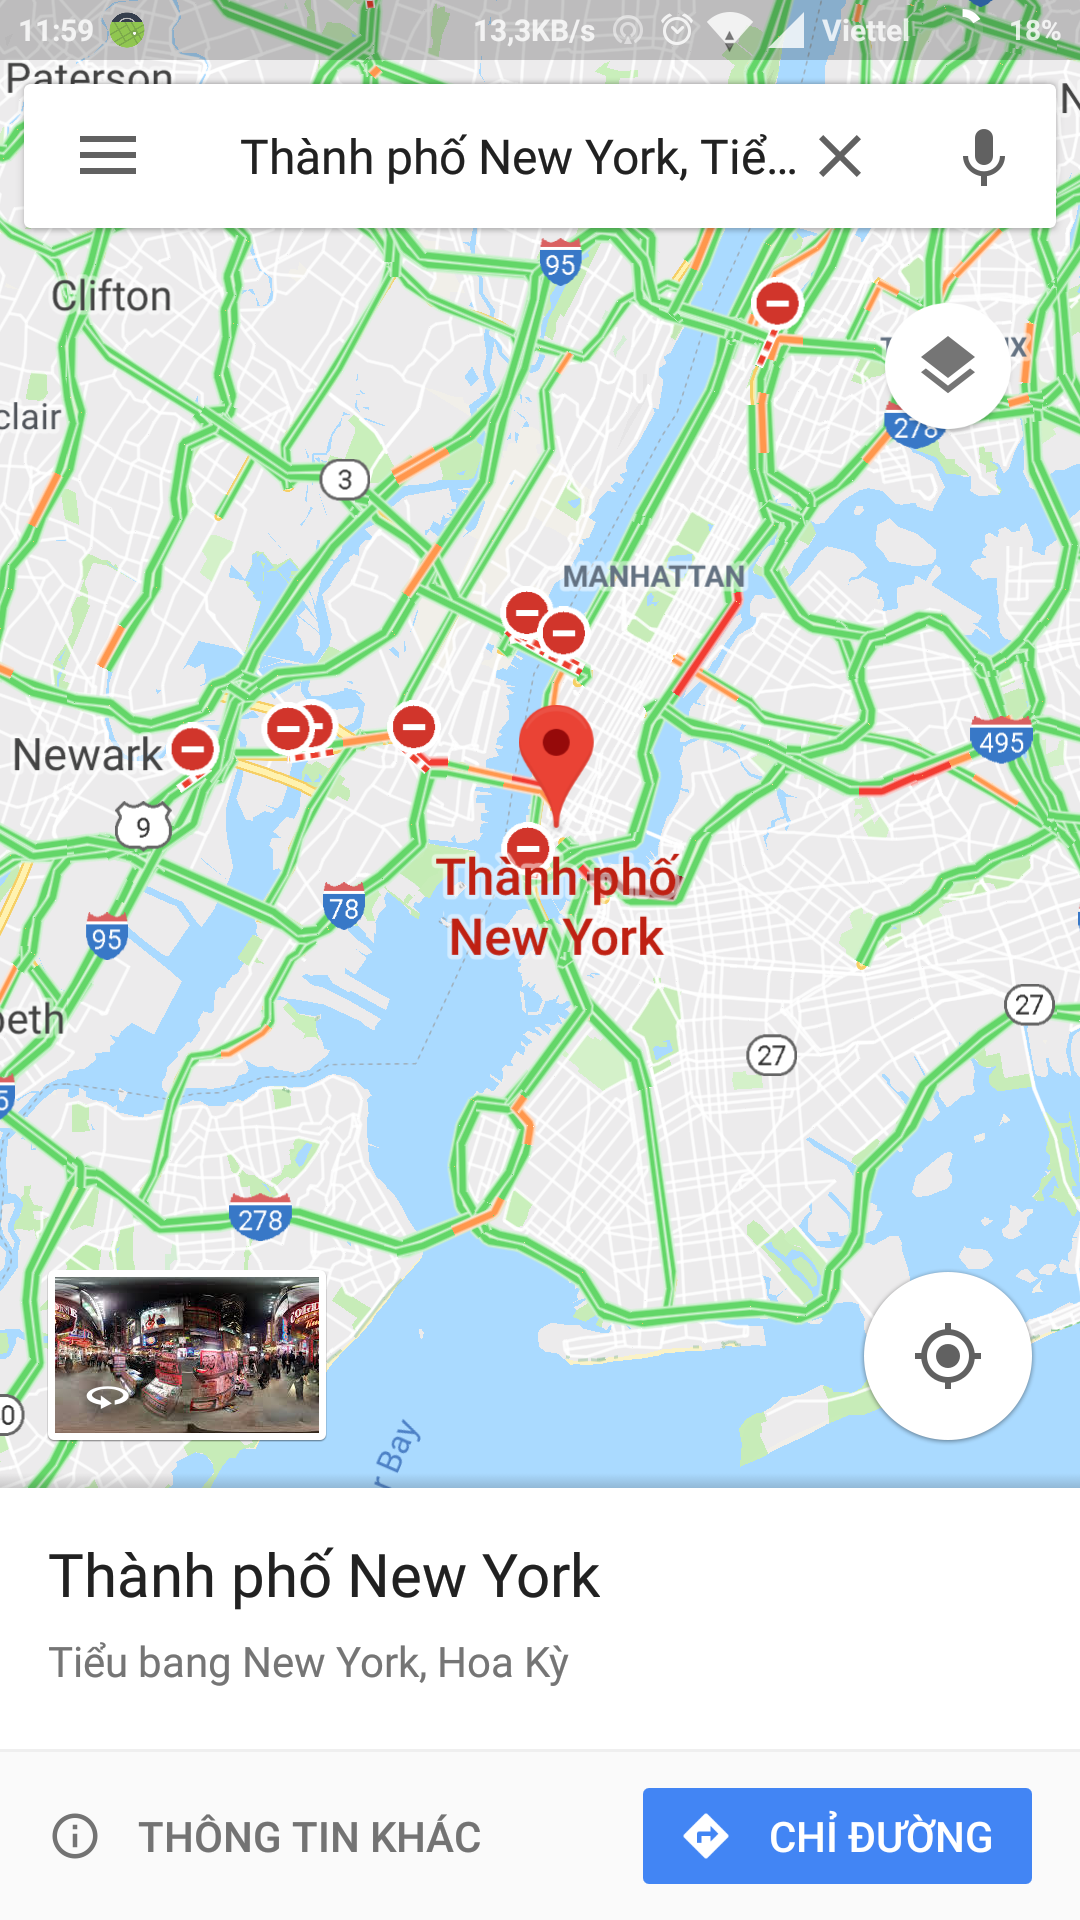 11:59 13,3KB/s Viettel 18%
Paterson
Thành phố New York, Tiể...
95
Clifton
clair
278
3
MANHATTAN
Newark
495
9
Thành phố
New York
78
95
27
27
278
Thành phố New York
Tiểu bang New York, Hoa Kỳ
THÔNG TIN KHÁC
CHỈ ĐƯỜNG